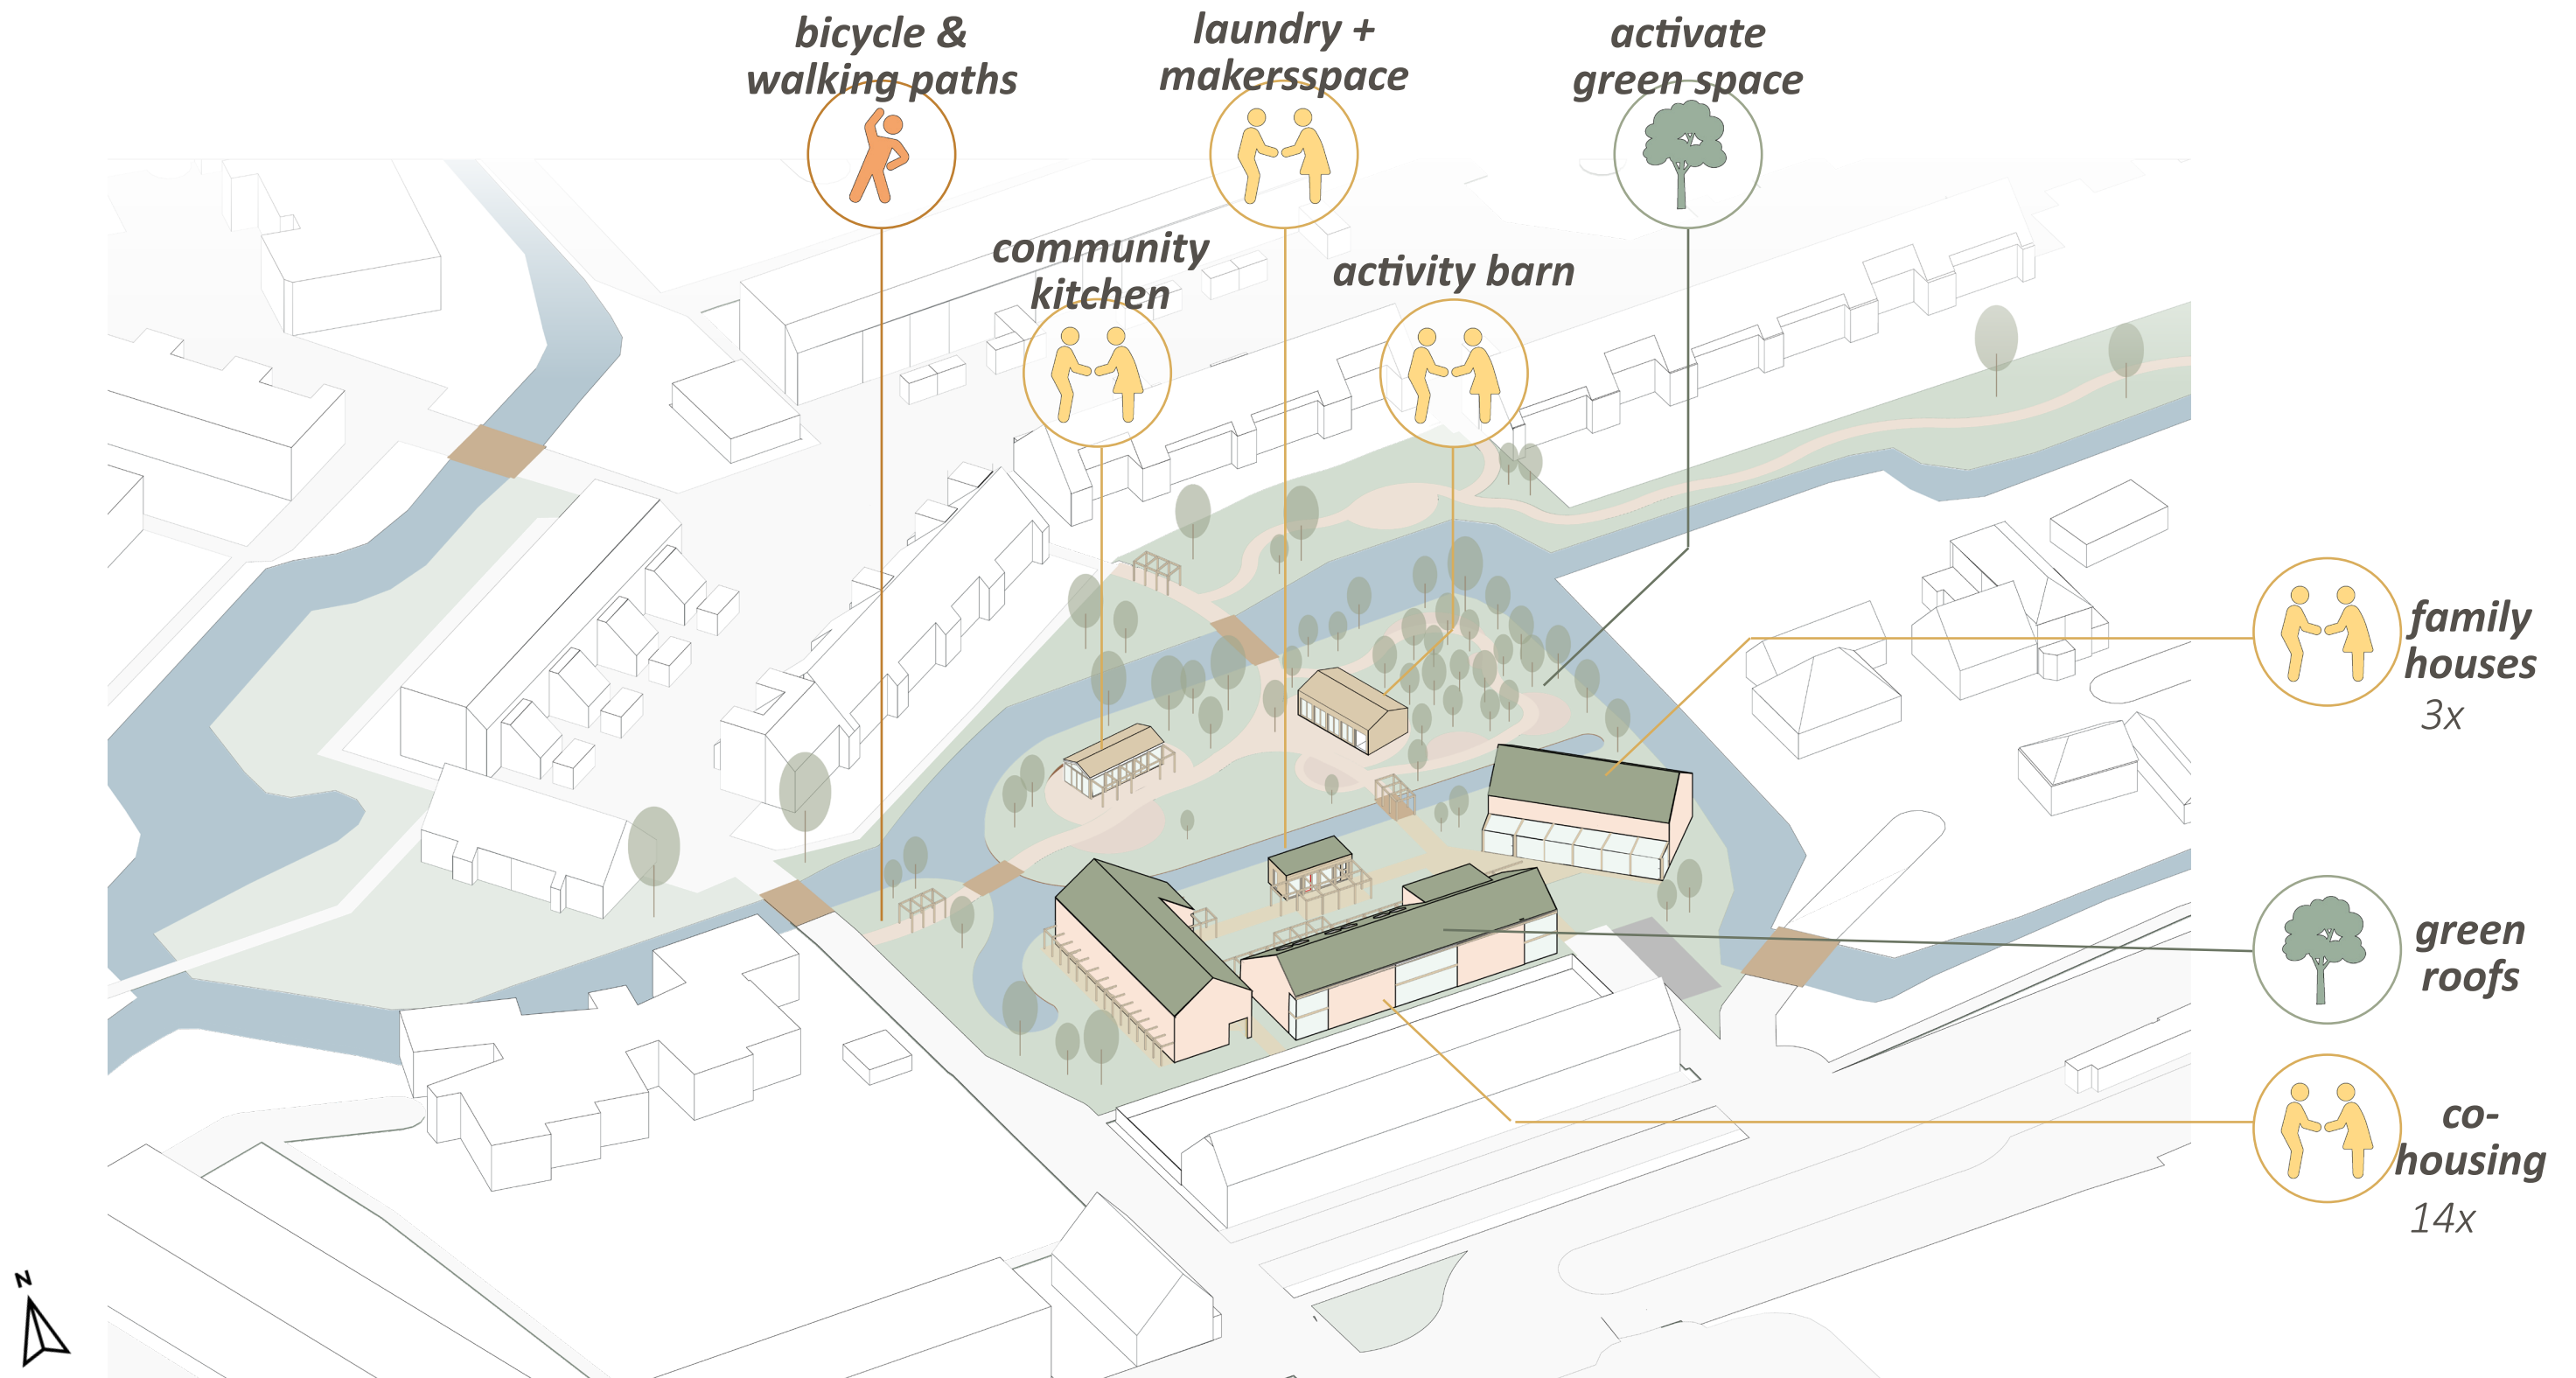 bicycle &
walking paths
laundry +
makersspace
activate
green space
community
kitchen
activity barn
family
houses
3x
green
roofs
co-
housing
14x
N